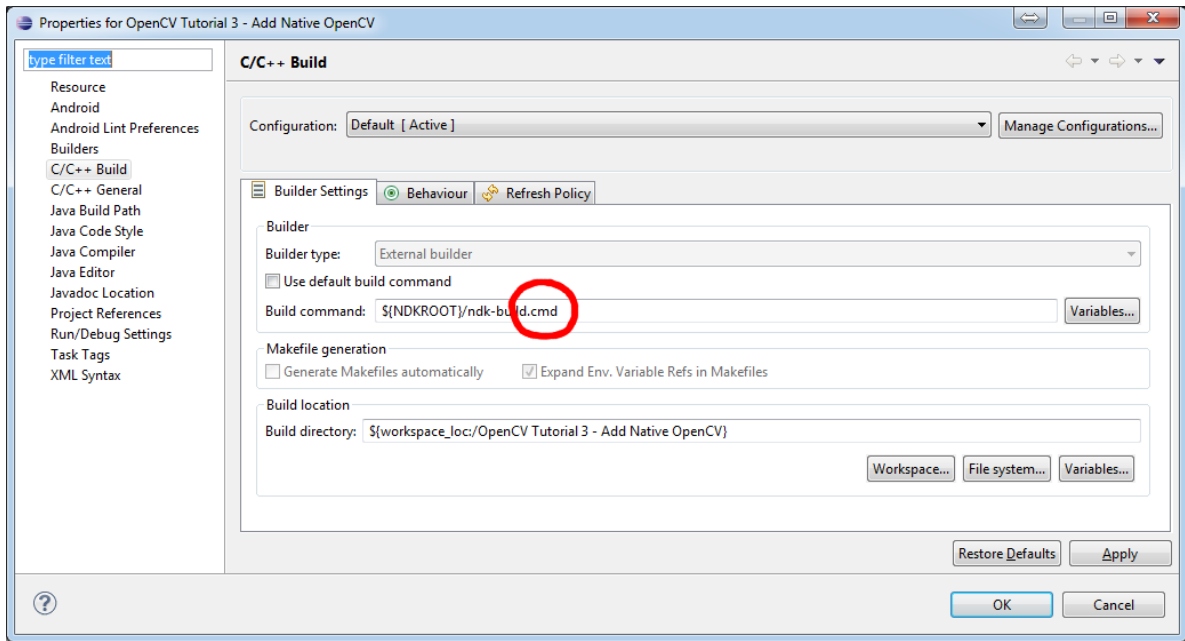 Properties for OpenCV Tutorial 3 - Add Native OpenCV
type filter text
Resource
Android
Android Lint Preferences
Builders
C/C++ Build
C/C++ General
Java Build Path
Java Code Style
Java Compiler
Java Editor
Javadoc Location
Project References
Run/Debug Settings
Task Tags
XML Syntax
C/C++ Build
Configuration: Default [ Active ] Manage Configurations...
Builder Settings Behaviour Refresh Policy
Builder
Builder type: External builder
Use default build command
Build command: ${NDKROOT}/ndk-build.cmd Variables...
Makefile generation
Generate Makefiles automatically Expand Env. Variable Refs in Makefiles
Build location
Build directory: ${workspace_loc:/OpenCV Tutorial 3 - Add Native OpenCV}
Workspace... File system... Variables...
Restore Defaults Apply
? OK Cancel